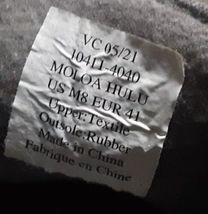 VC 05/21
10411-4040
MOLOA HULU
US M8 EUR 41
Upper:Textile
Outsole:Rubber
Made in China
Fabrique en Chine